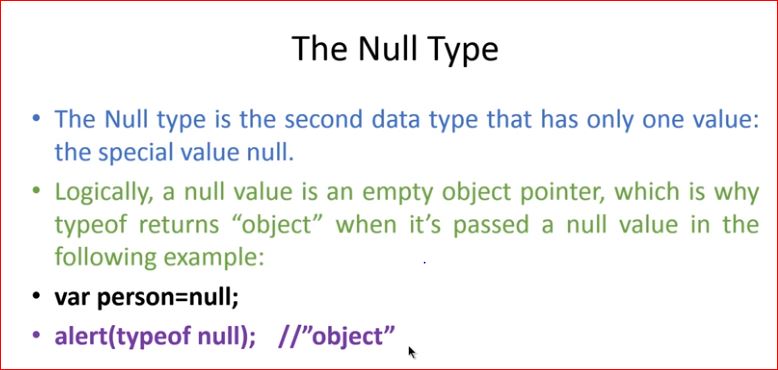 The Null Type
• The Null type is the second data type that has only one value:
the special value null.
• Logically, a null value is an empty object pointer, which is why
typeof returns “object” when it’s passed a null value in the
following example:
• var person=null;
• alert(typeof null); //”object”